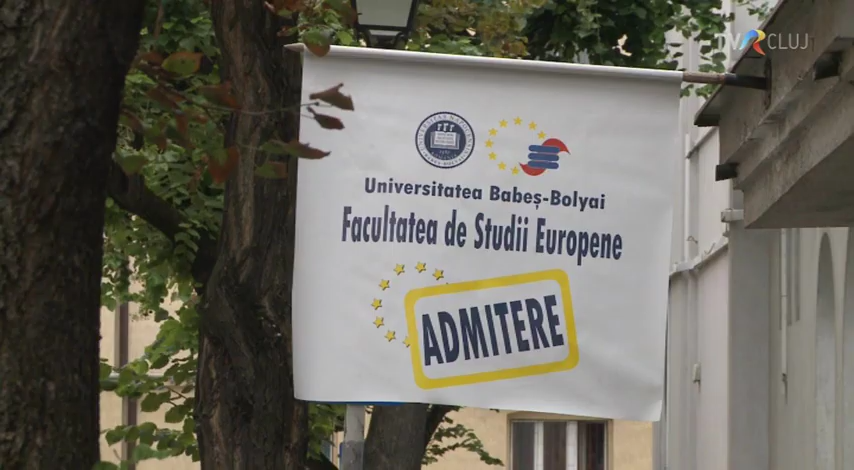 TVR CLUJ
Universitatea Babeș-Bolyai
Facultatea de Studii Europene
ADMITERE